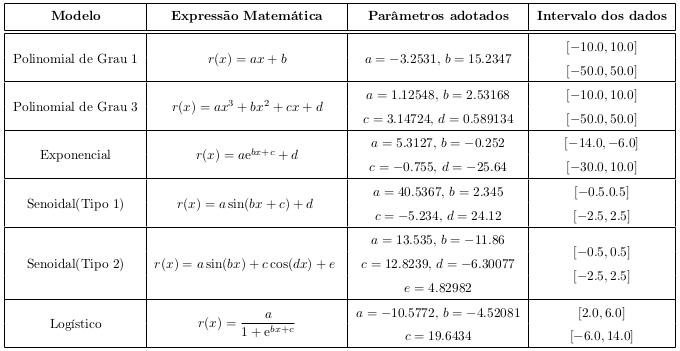 Modelo Expressão Matemática Parâmetros adotados Intervalo dos dados
Polinomial de Grau 1 r(x) = ax + b a = −3.2531, b = 15.2347 [−10.0, 10.0]
[−50.0, 50.0]
Polinomial de Grau 3 r(x) = ax³ + bx² + cx + d a = 1.12548, b = 2.53168 [−10.0, 10.0]
c = 3.14724, d = 0.589134 [−50.0, 50.0]
Exponencial r(x) = ae^{bx+c} + d a = 5.3127, b = −0.252 [−14.0, −6.0]
c = −0.755, d = −25.64 [−30.0, 10.0]
Senoidal(Tipo 1) r(x) = a sin(bx + c) + d a = 40.5367, b = 2.345 [−0.5.0.5]
c = −5.234, d = 24.12 [−2.5, 2.5]
Senoidal(Tipo 2) r(x) = a sin(bx) + c cos(dx) + e a = 13.535, b = −11.86 [−0.5, 0.5]
c = 12.8239, d = −6.30077 [−2.5, 2.5]
e = 4.82982
Logístico r(x) = a / (1 + e^{bx+c}) a = −10.5772, b = −4.52081 [2.0, 6.0]
c = 19.6434 [−6.0, 14.0]